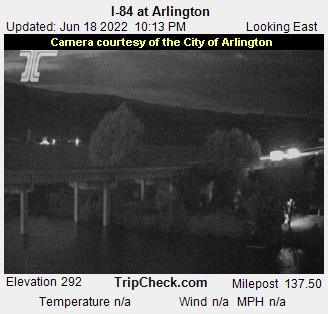 I-84 at Arlington
Updated: Jun 18 2022 10:13 PM Looking East
Camera courtesy of the City of Arlington
Elevation 292 TripCheck.com Milepost 137.50
Temperature n/a Wind n/a MPH n/a